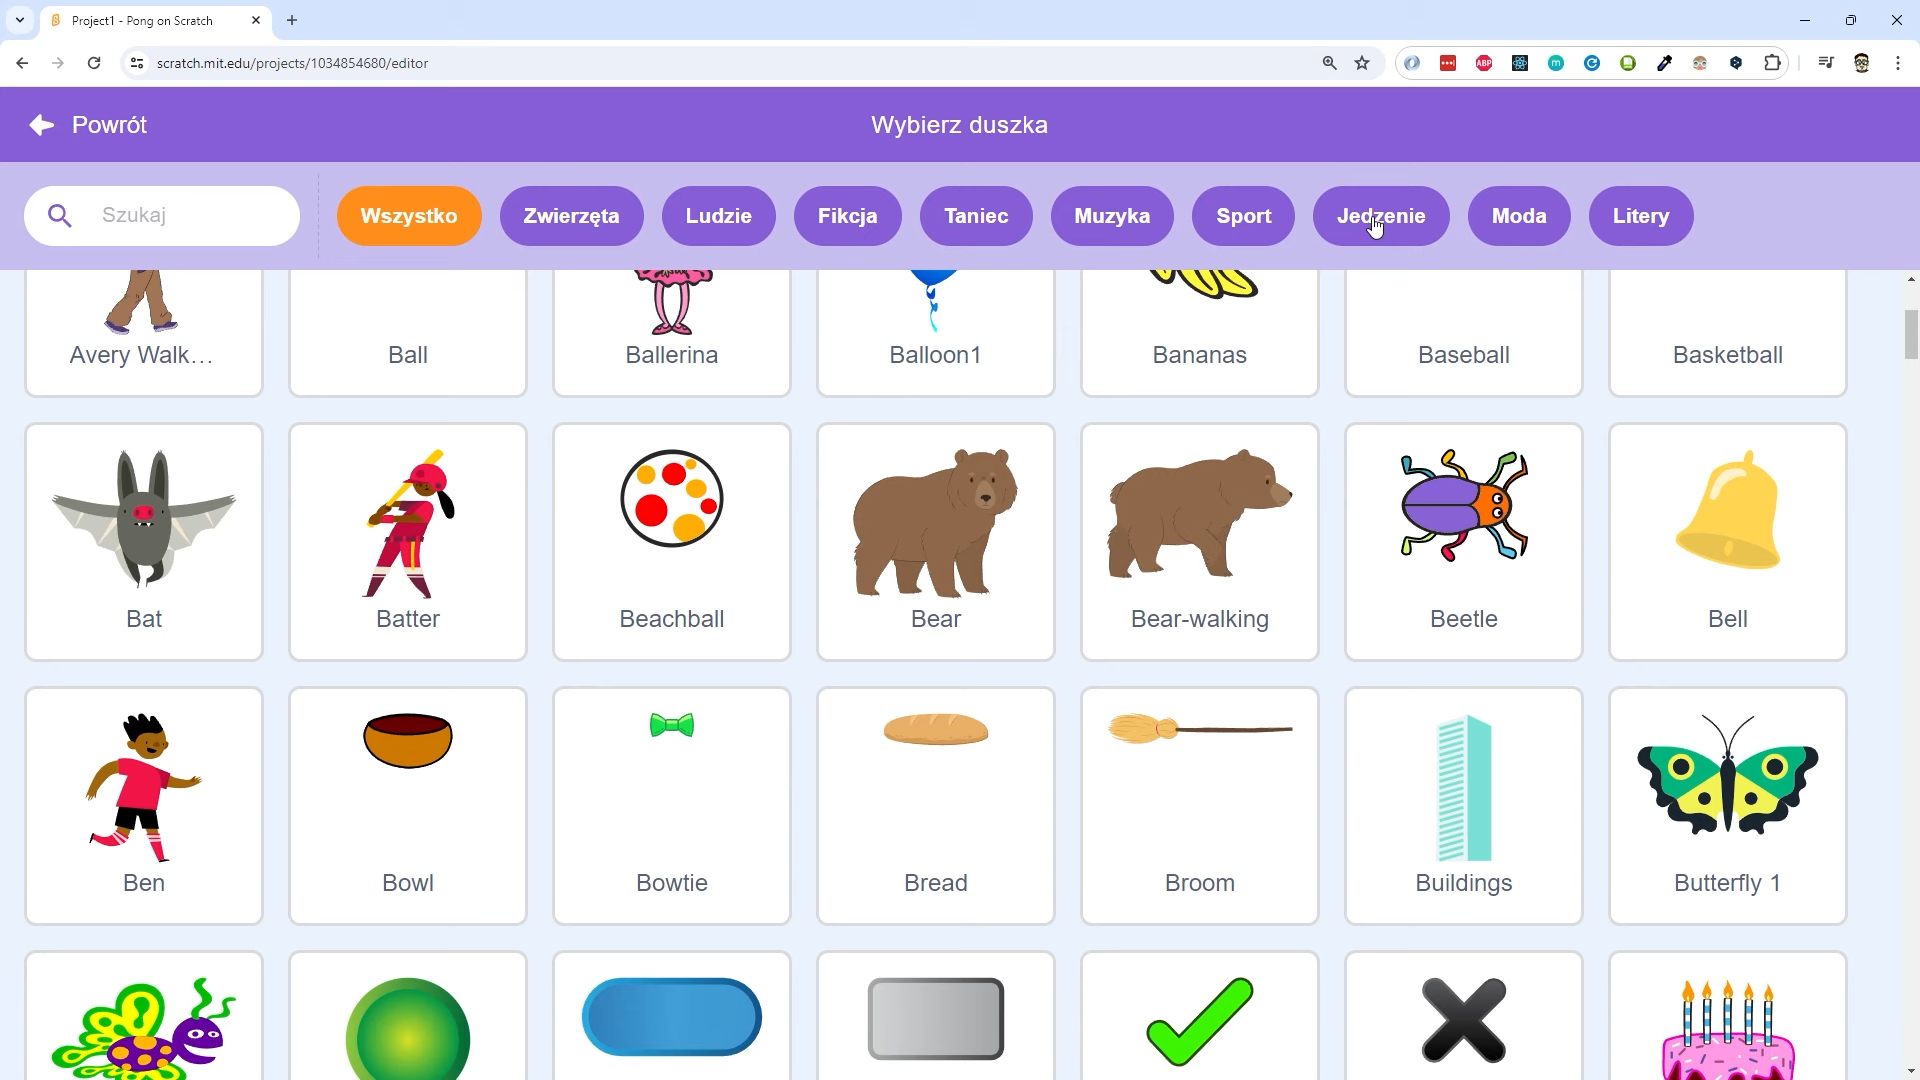 Project1 - Pong on Scratch
scratch.mit.edu/projects/1034854680/editor
ABP
Powrót
Wybierz duszka
Szukaj
Wszystko
Zwierzęta
Ludzie
Fikcja
Taniec
Muzyka
Sport
Jedzenie
Moda
Litery
Avery Walk...
Ball
Ballerina
Balloon1
Bananas
Baseball
Basketball
Bat
Batter
Beachball
Bear
Bear-walking
Beetle
Bell
Ben
Bowl
Bowtie
Bread
Broom
Buildings
Butterfly 1